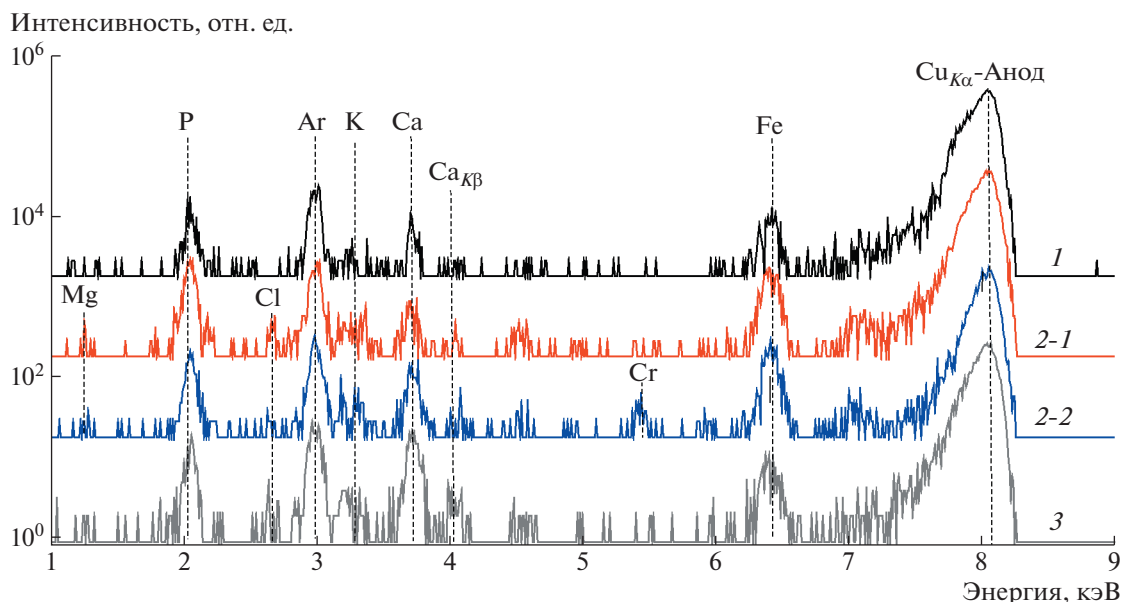 Интенсивность, отн. ед.
10^6
Cu_Kα-Анод
P Ar K Ca Fe
Ca_Kβ
10^4
1
Mg Cl
2-1
10^2
Cr
2-2
3
10^0
1 2 3 4 5 6 7 8 9
Энергия, кэВ